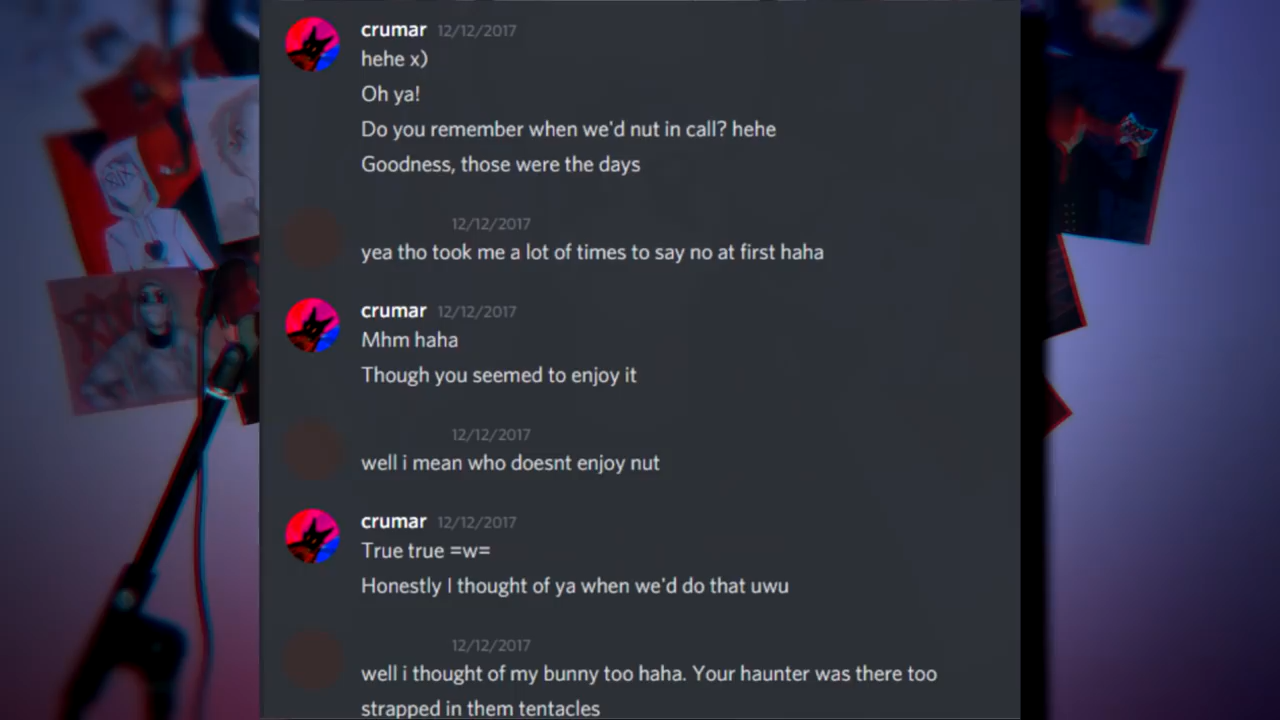 crumar 12/12/2017
hehe x)
Oh ya!
Do you remember when we'd nut in call? hehe
Goodness, those were the days
12/12/2017
yea tho took me a lot of times to say no at first haha
crumar 12/12/2017
Mhm haha
Though you seemed to enjoy it
12/12/2017
well i mean who doesnt enjoy nut
crumar 12/12/2017
True true =w=
Honestly I thought of ya when we'd do that uwu
12/12/2017
well i thought of my bunny too haha. Your haunter was there too
strapped in them tentacles